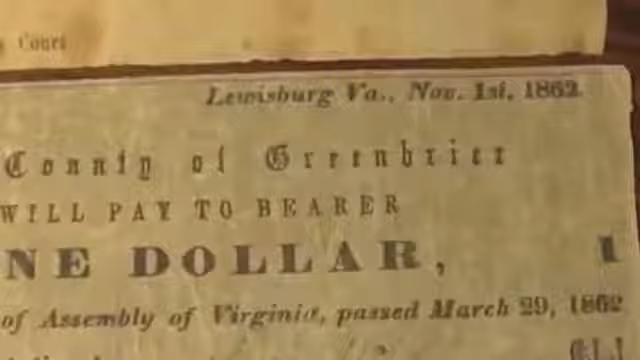 Court
Lewisburg Va., Nov. 1st, 1862.
County of Greenbrier
WILL PAY TO BEARER
NE DOLLAR, 1
of Assembly of Virginia, passed March 29, 1862